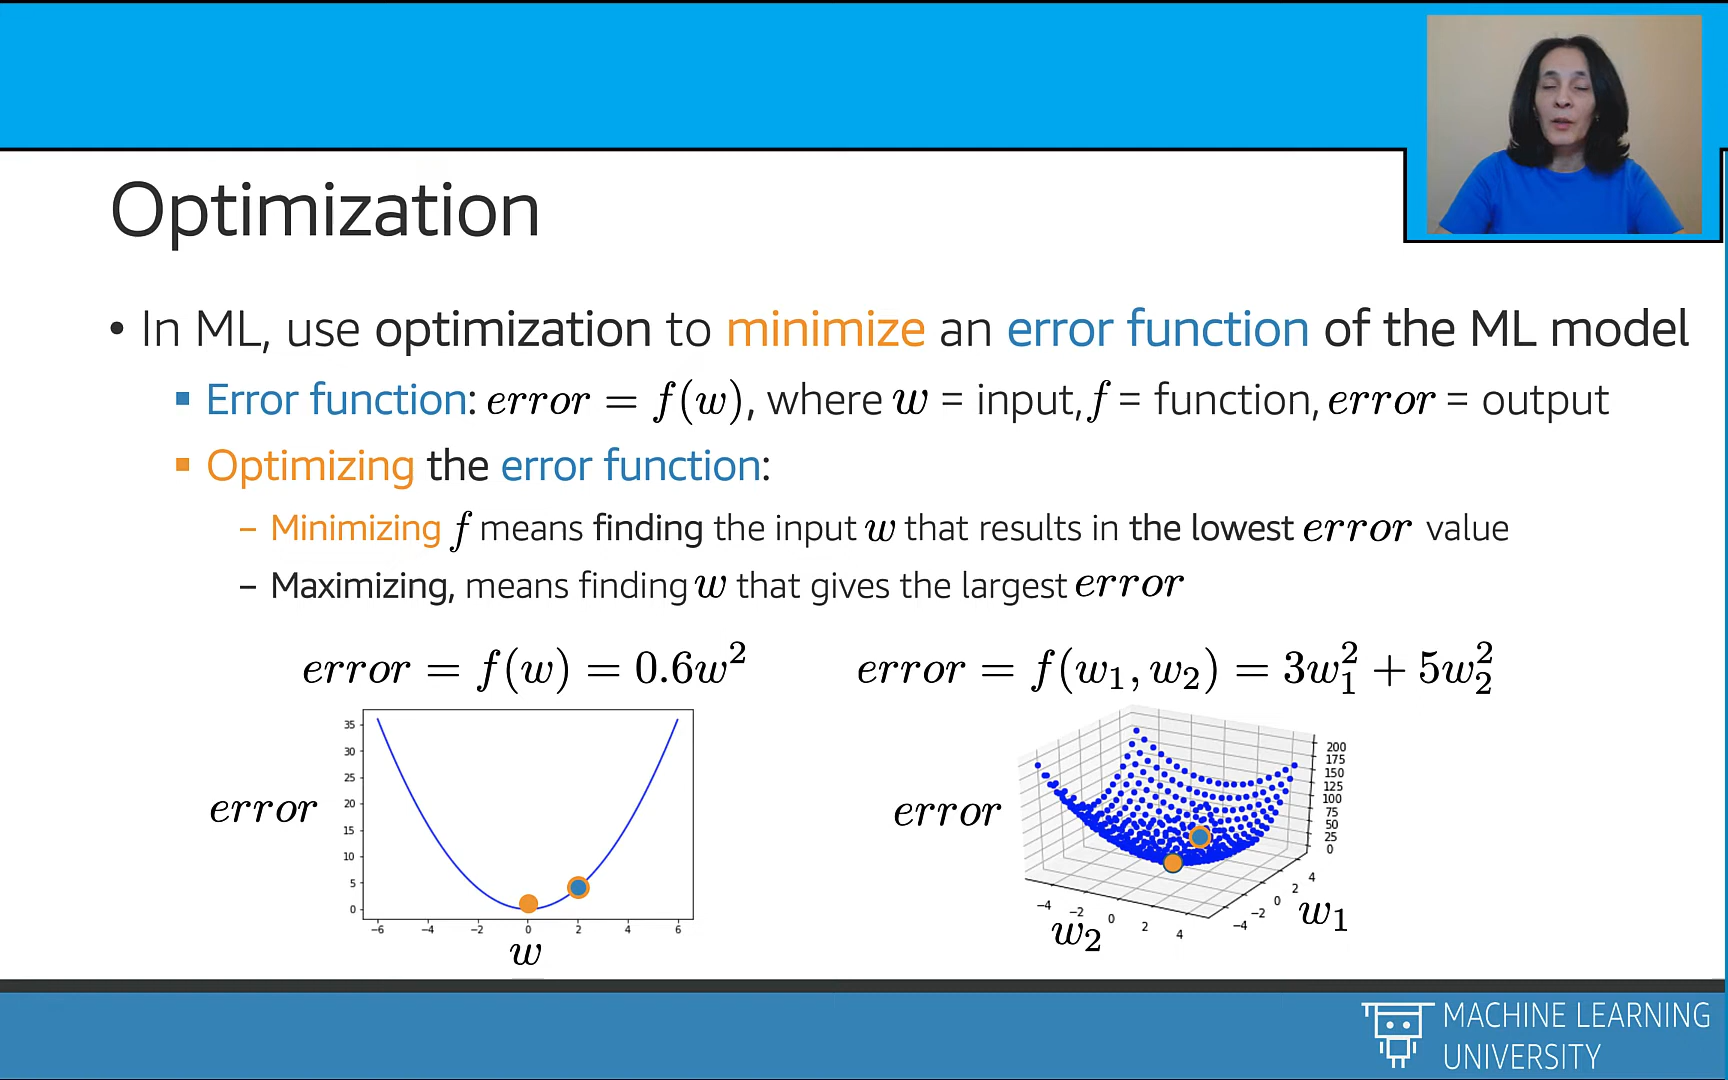 Optimization
• In ML, use optimization to minimize an error function of the ML model
▪ Error function: error = f(w), where w = input, f = function, error = output
▪ Optimizing the error function:
– Minimizing f means finding the input w that results in the lowest error value
– Maximizing, means finding w that gives the largest error
error = f(w) = 0.6w²
error = f(w₁, w₂) = 3w₁² + 5w₂²
35
30
25
20
15
10
5
0
error
−6 −4 −2 0 2 4 6
w
200
175
150
125
100
75
50
25
0
error
−4 −2 0 2 4
w₂
−4 −2 0 2 4
w₁
MACHINE LEARNING
UNIVERSITY